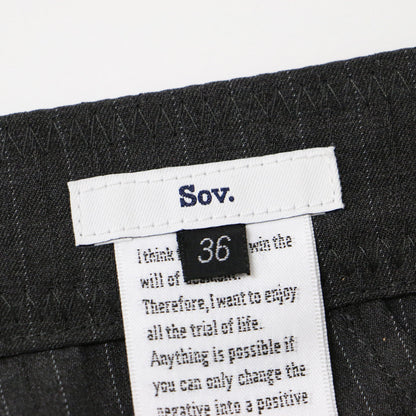 Sov.
36
I think win the
will of
Therefore, I want to enjoy
all the trial of life.
Anything is possible if
you can only change the
negative into a positive